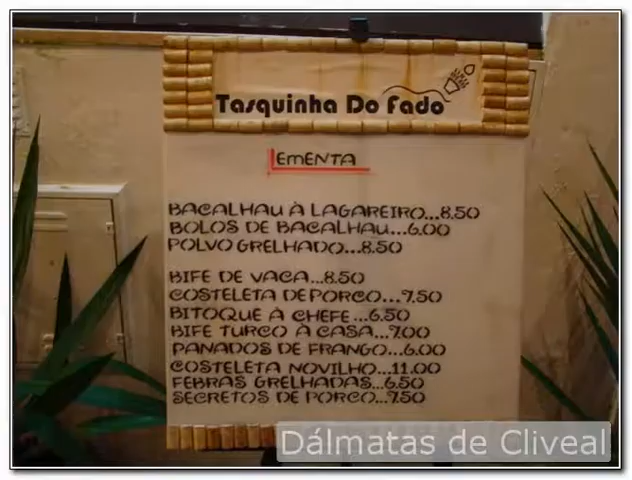 Tasquinha Do Fado
EmENTA
BACALHAU À LAGAREIRO...8.50
BOLOS DE BACALHAU...6.00
POLVO GRELHADO...8.50
BIFE DE VACA...8.50
COSTELETA DE PORCO...7.50
BITOQUE À CHEFE...6.50
BIFE TURCO À CASA...7.00
PANADOS DE FRANGO...6.00
COSTELETA NOVILHO...11.00
FEBRAS GRELHADAS...6.50
SECRETOS DE PORCO...7.50
Dálmatas de Cliveal